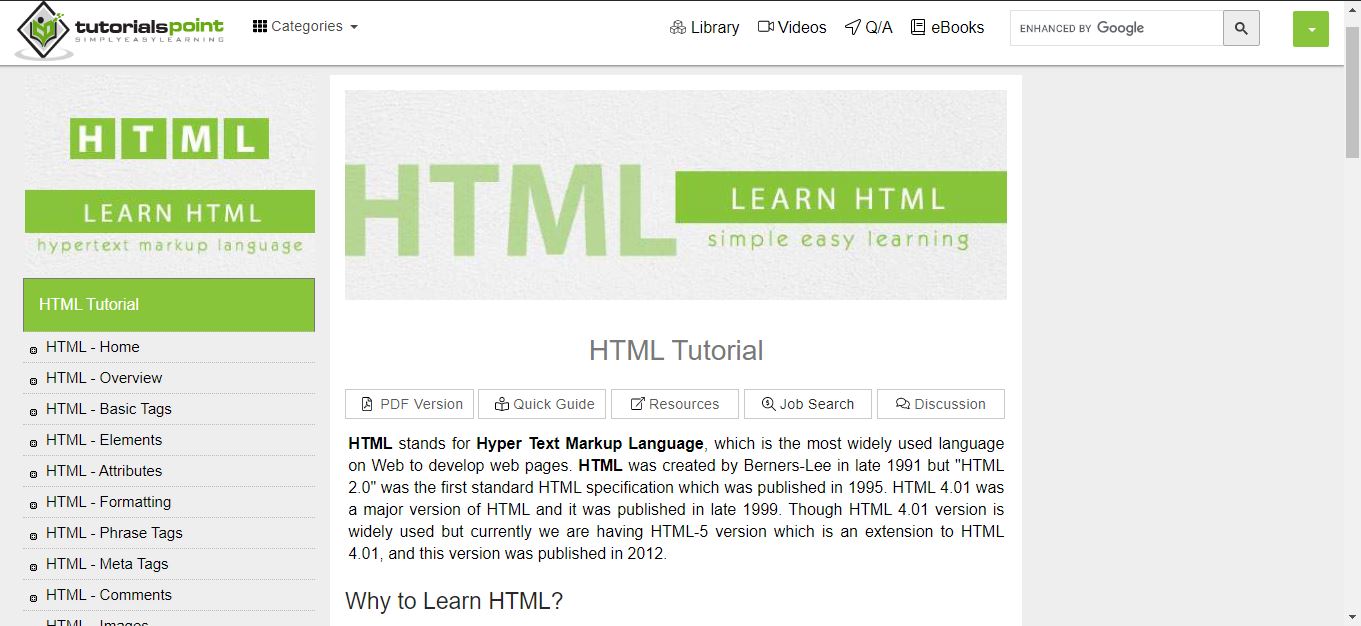 tutorialspoint
SIMPLYEASYLEARNING
Categories
Library
Videos
Q/A
eBooks
ENHANCED BY Google
HTML
LEARN HTML
hypertext markup language
HTML Tutorial
HTML - Home
HTML - Overview
HTML - Basic Tags
HTML - Elements
HTML - Attributes
HTML - Formatting
HTML - Phrase Tags
HTML - Meta Tags
HTML - Comments
HTML - Images
HTML
LEARN HTML
simple easy learning
HTML Tutorial
PDF Version
Quick Guide
Resources
Job Search
Discussion
HTML stands for Hyper Text Markup Language, which is the most widely used language
on Web to develop web pages. HTML was created by Berners-Lee in late 1991 but "HTML
2.0" was the first standard HTML specification which was published in 1995. HTML 4.01 was
a major version of HTML and it was published in late 1999. Though HTML 4.01 version is
widely used but currently we are having HTML-5 version which is an extension to HTML
4.01, and this version was published in 2012.
Why to Learn HTML?